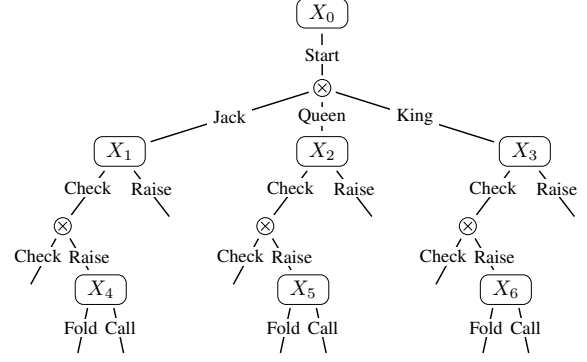 X₀
Start
⊗
Jack Queen King
X₁ X₂ X₃
Check Raise Check Raise Check Raise
⊗ ⊗ ⊗
Check Raise Check Raise Check Raise
X₄ X₅ X₆
Fold Call Fold Call Fold Call